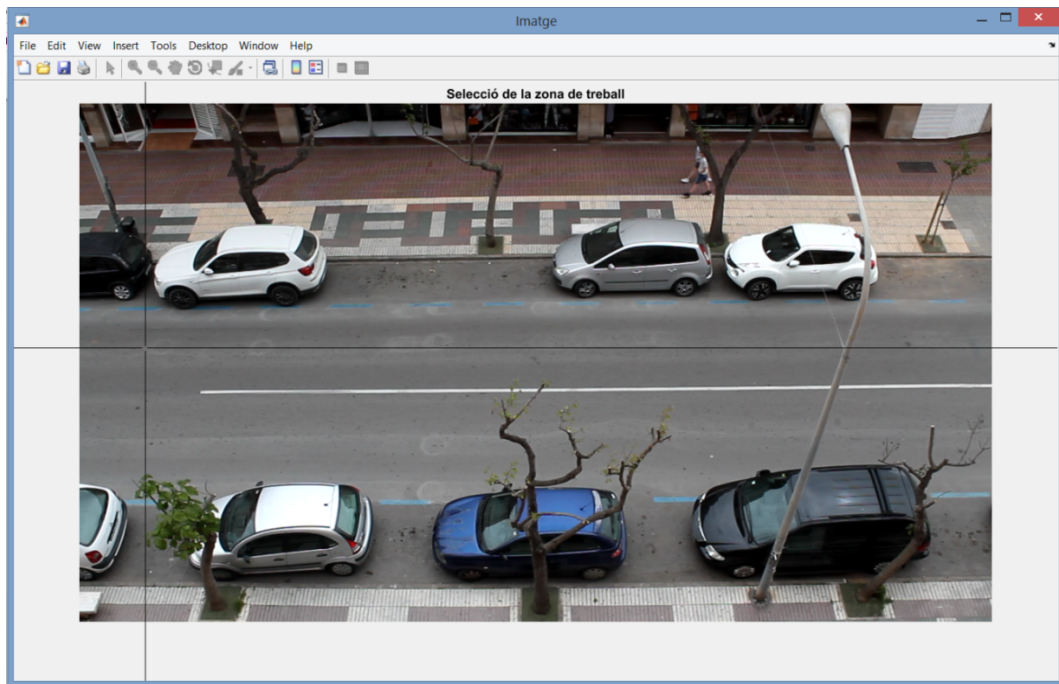 Imatge
File Edit View Insert Tools Desktop Window Help
Selecció de la zona de treball